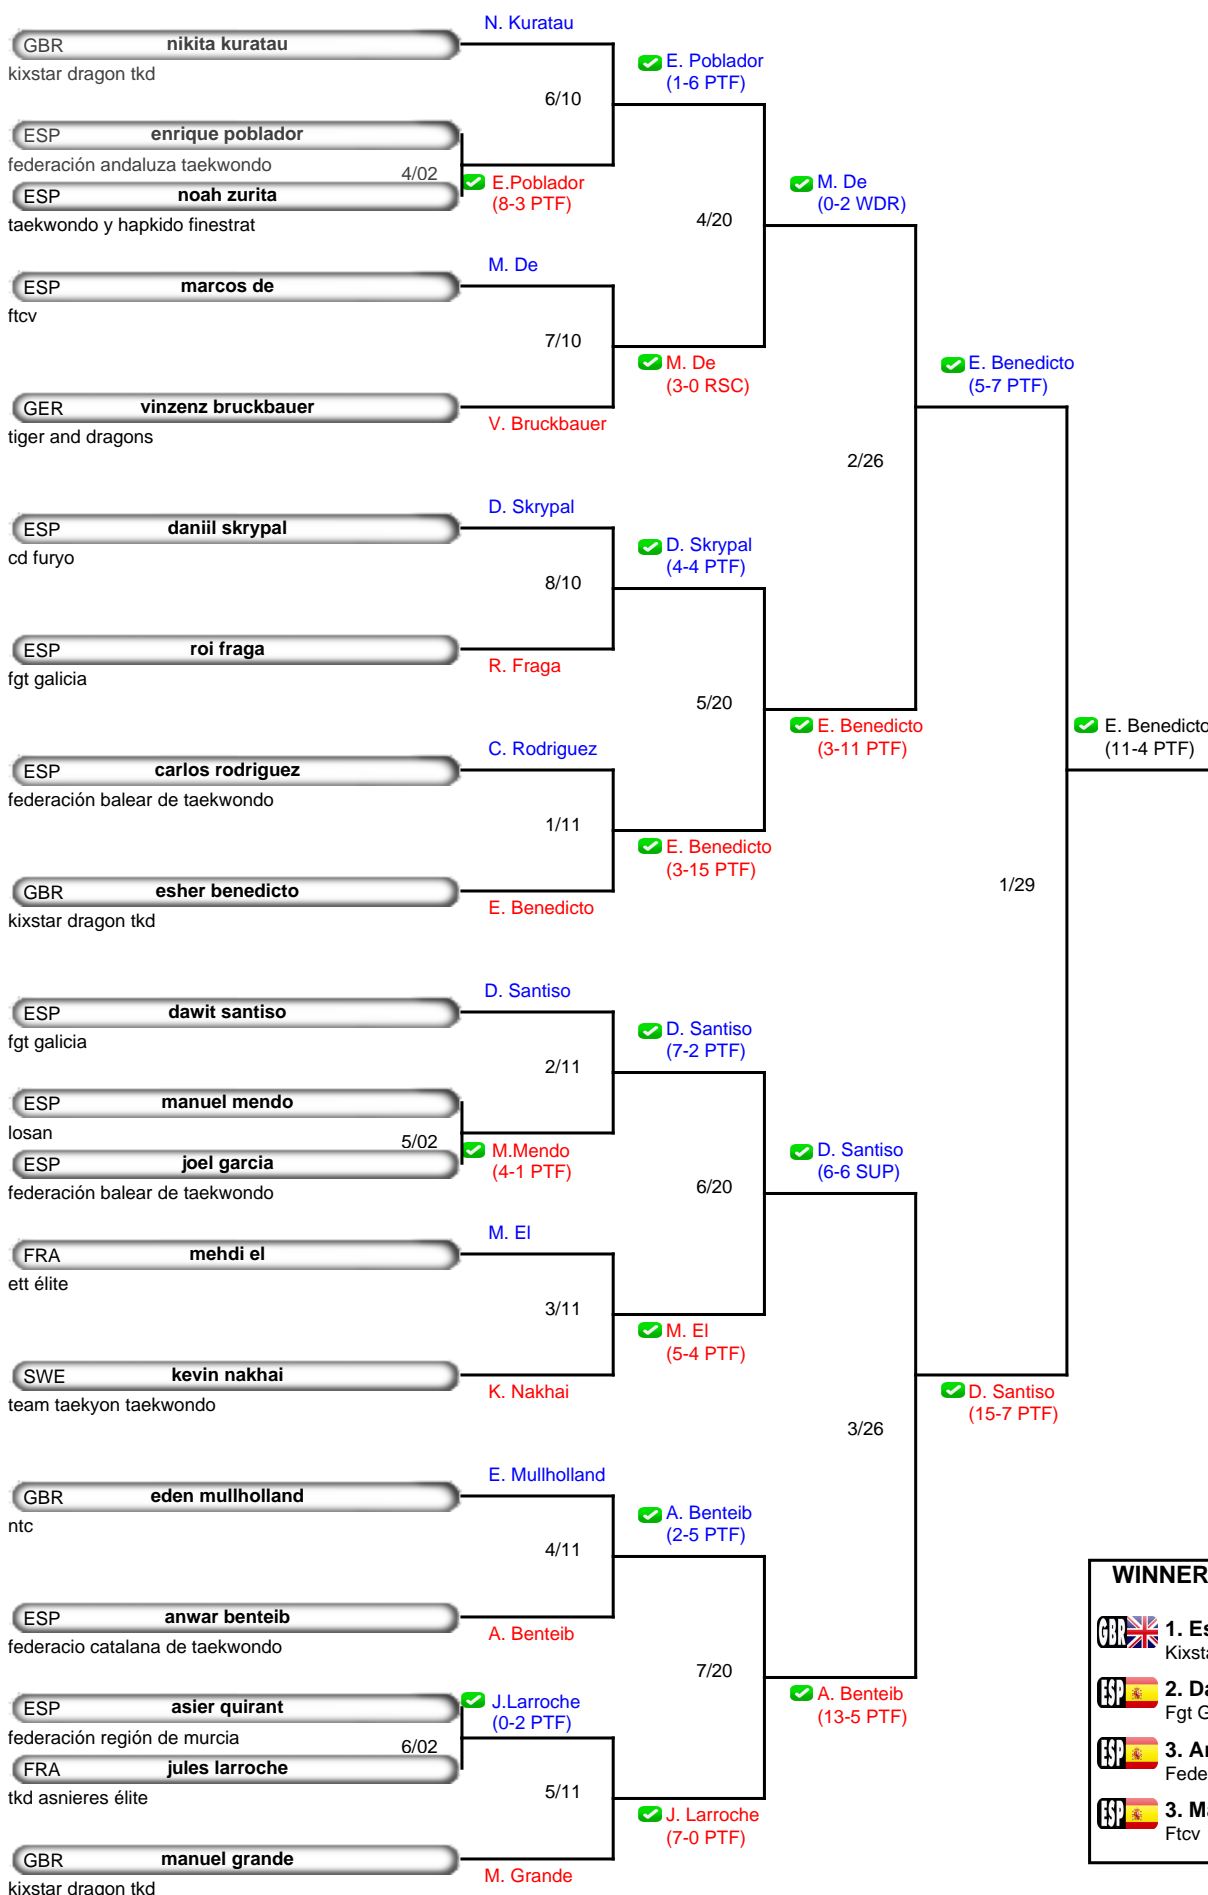 N. Kuratau
GBR nikita kuratau
kixstar dragon tkd
E. Poblador
(1-6 PTF)
6/10
ESP enrique poblador
federación andaluza taekwondo
4/02
E.Poblador
(8-3 PTF)
ESP noah zurita
taekwondo y hapkido finestrat
M. De
(0-2 WDR)
4/20
M. De
ESP marcos de
ftcv
7/10
M. De
(3-0 RSC)
GER vinzenz bruckbauer
tiger and dragons
V. Bruckbauer
E. Benedicto
(5-7 PTF)
2/26
D. Skrypal
ESP daniil skrypal
cd furyo
D. Skrypal
(4-4 PTF)
8/10
ESP roi fraga
fgt galicia
R. Fraga
5/20
E. Benedicto
(3-11 PTF)
C. Rodriguez
ESP carlos rodriguez
federación balear de taekwondo
E. Benedicto
(11-4 PTF)
1/11
E. Benedicto
(3-15 PTF)
GBR esher benedicto
kixstar dragon tkd
E. Benedicto
1/29
D. Santiso
ESP dawit santiso
fgt galicia
D. Santiso
(7-2 PTF)
2/11
ESP manuel mendo
losan
5/02
M.Mendo
(4-1 PTF)
ESP joel garcia
federación balear de taekwondo
D. Santiso
(6-6 SUP)
6/20
M. El
FRA mehdi el
ett élite
3/11
M. El
(5-4 PTF)
SWE kevin nakhai
team taekyon taekwondo
K. Nakhai
D. Santiso
(15-7 PTF)
3/26
E. Mullholland
GBR eden mullholland
ntc
A. Benteib
(2-5 PTF)
4/11
ESP anwar benteib
federacio catalana de taekwondo
A. Benteib
7/20
A. Benteib
(13-5 PTF)
ESP asier quirant
federación región de murcia
6/02
J.Larroche
(0-2 PTF)
FRA jules larroche
tkd asnieres élite
5/11
J. Larroche
(7-0 PTF)
GBR manuel grande
kixstar dragon tkd
M. Grande
WINNER
GBR 1. Es
Kixsta
ESP 2. Da
Fgt G
ESP 3. An
Fede
ESP 3. Ma
Ftcv